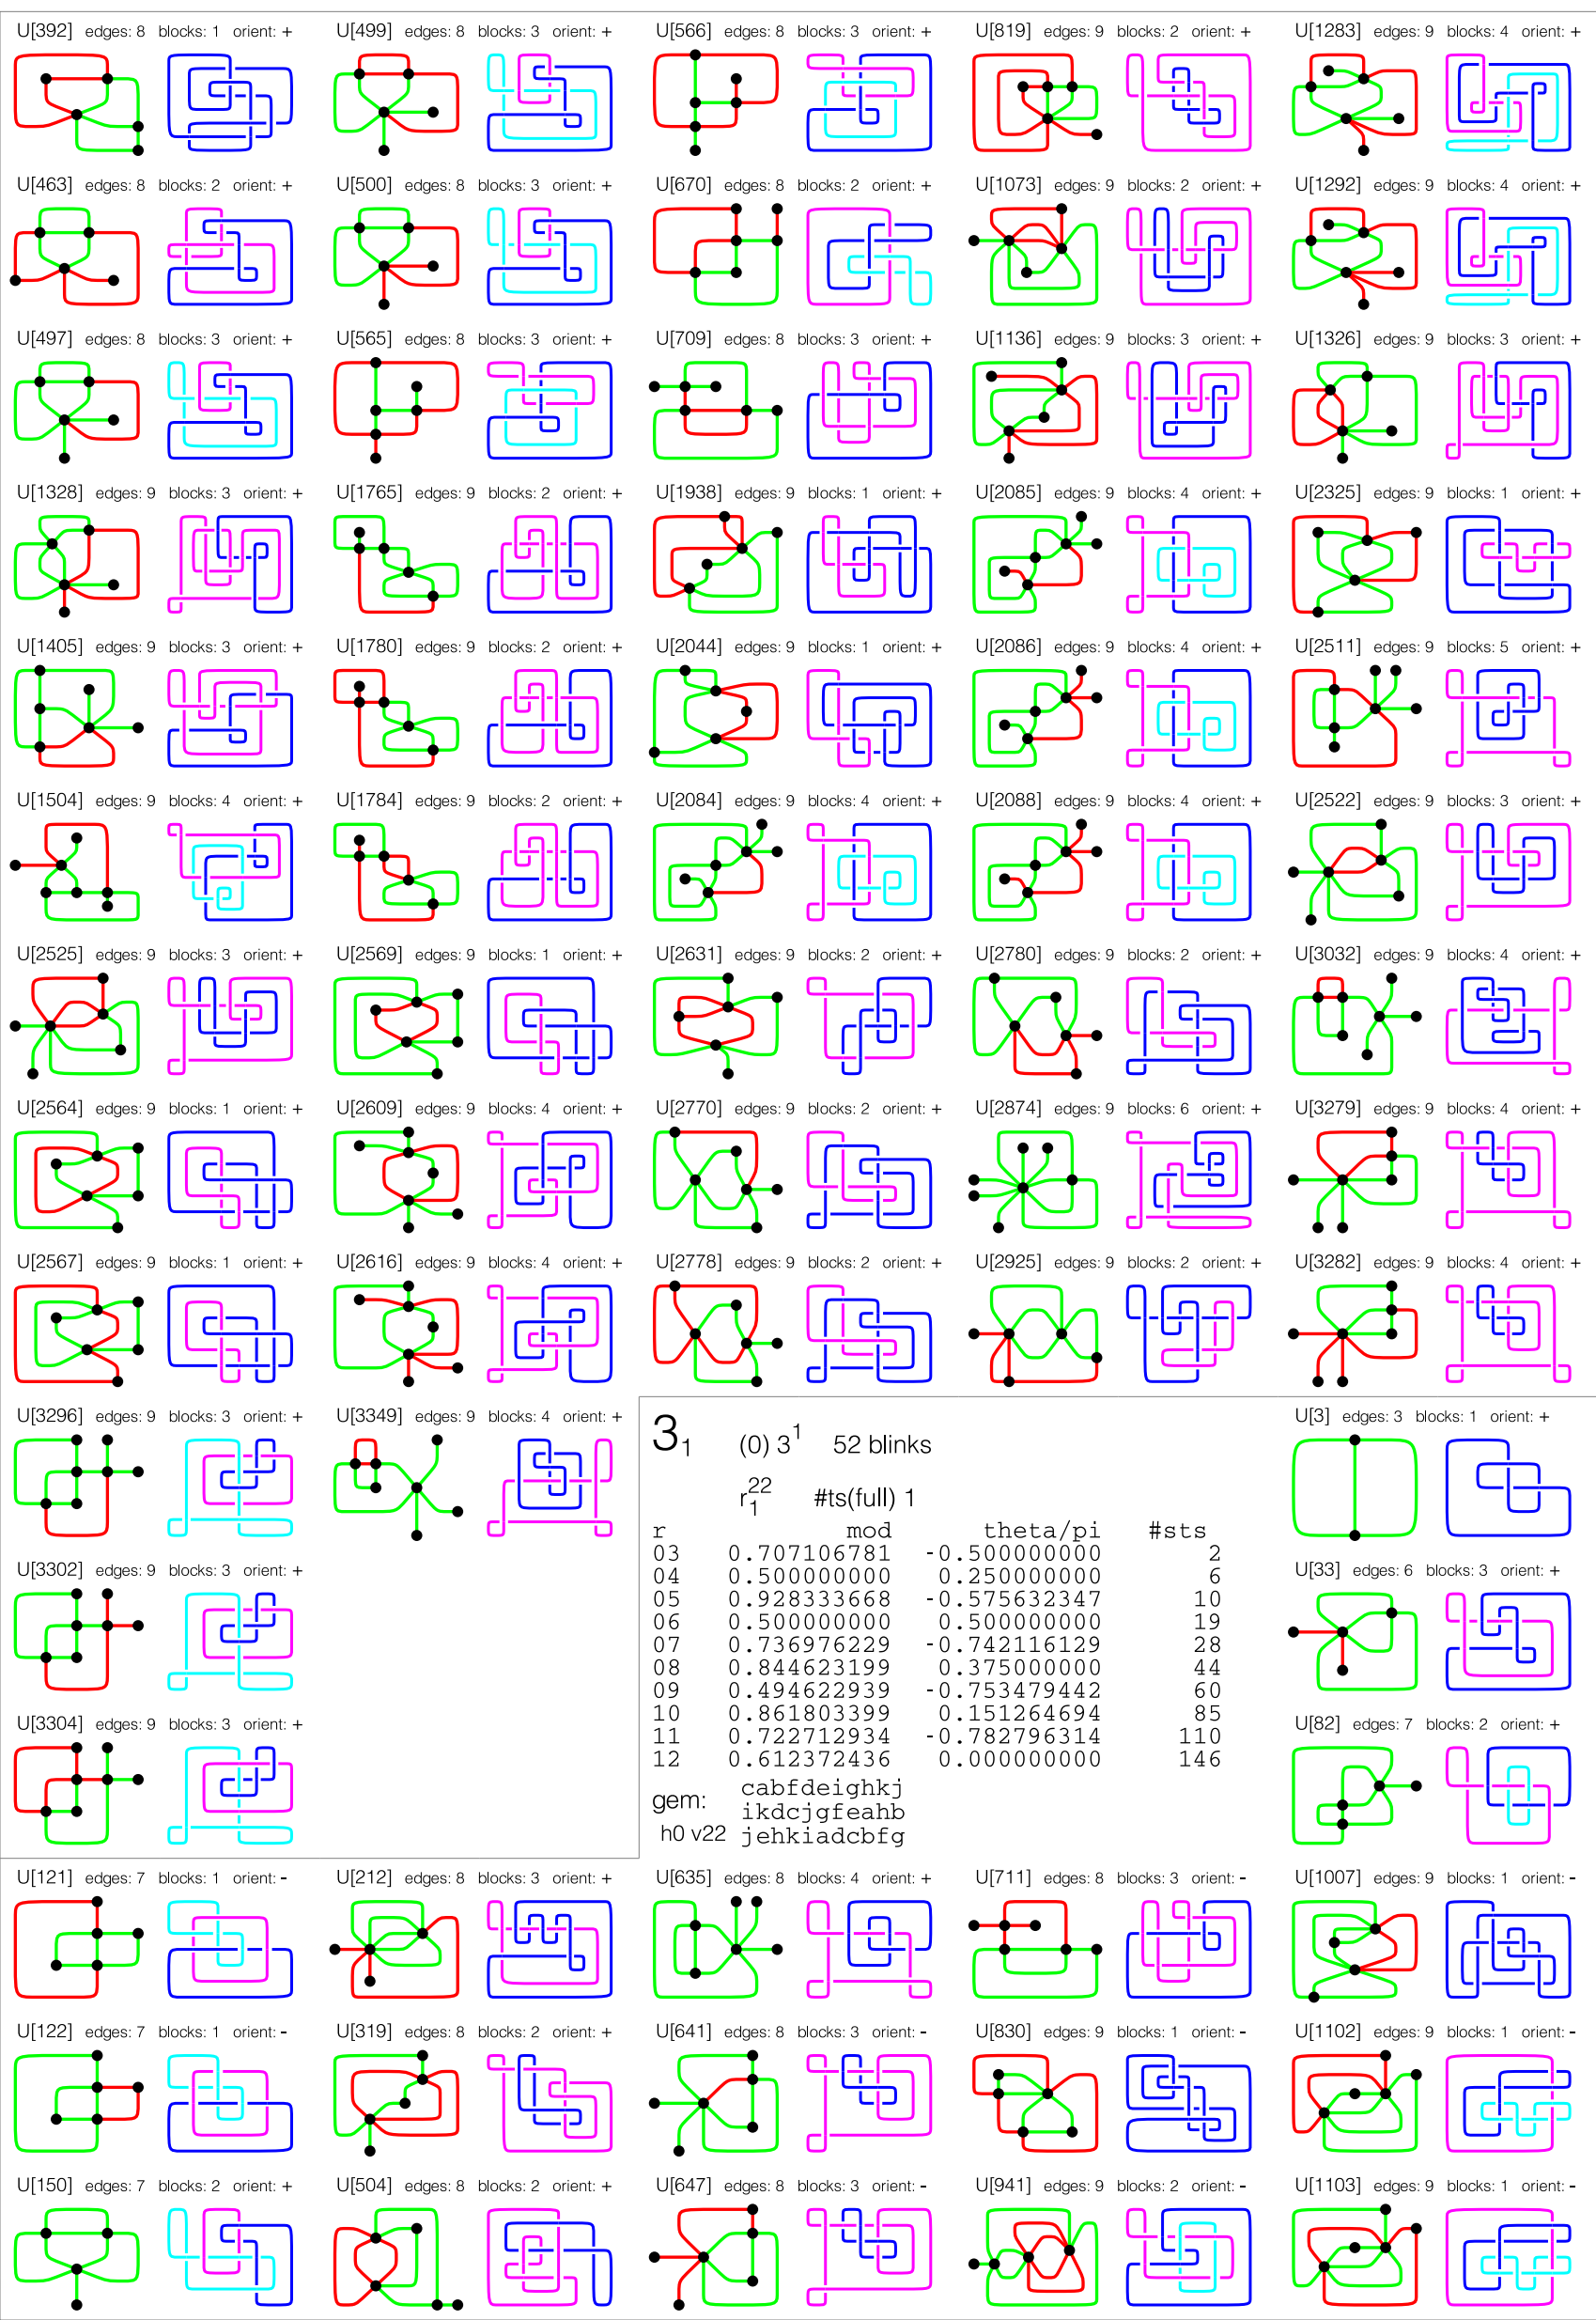 U[392] edges: 8 blocks: 1 orient: +
U[499] edges: 8 blocks: 3 orient: +
U[566] edges: 8 blocks: 3 orient: +
U[819] edges: 9 blocks: 2 orient: +
U[1283] edges: 9 blocks: 4 orient: +
U[463] edges: 8 blocks: 2 orient: +
U[500] edges: 8 blocks: 3 orient: +
U[670] edges: 8 blocks: 2 orient: +
U[1073] edges: 9 blocks: 2 orient: +
U[1292] edges: 9 blocks: 4 orient: +
U[497] edges: 8 blocks: 3 orient: +
U[565] edges: 8 blocks: 3 orient: +
U[709] edges: 8 blocks: 3 orient: +
U[1136] edges: 9 blocks: 3 orient: +
U[1326] edges: 9 blocks: 3 orient: +
U[1328] edges: 9 blocks: 3 orient: +
U[1765] edges: 9 blocks: 2 orient: +
U[1938] edges: 9 blocks: 1 orient: +
U[2085] edges: 9 blocks: 4 orient: +
U[2325] edges: 9 blocks: 1 orient: +
U[1405] edges: 9 blocks: 3 orient: +
U[1780] edges: 9 blocks: 2 orient: +
U[2044] edges: 9 blocks: 1 orient: +
U[2086] edges: 9 blocks: 4 orient: +
U[2511] edges: 9 blocks: 5 orient: +
U[1504] edges: 9 blocks: 4 orient: +
U[1784] edges: 9 blocks: 2 orient: +
U[2084] edges: 9 blocks: 4 orient: +
U[2088] edges: 9 blocks: 4 orient: +
U[2522] edges: 9 blocks: 3 orient: +
U[2525] edges: 9 blocks: 3 orient: +
U[2569] edges: 9 blocks: 1 orient: +
U[2631] edges: 9 blocks: 2 orient: +
U[2780] edges: 9 blocks: 2 orient: +
U[3032] edges: 9 blocks: 4 orient: +
U[2564] edges: 9 blocks: 1 orient: +
U[2609] edges: 9 blocks: 4 orient: +
U[2770] edges: 9 blocks: 2 orient: +
U[2874] edges: 9 blocks: 6 orient: +
U[3279] edges: 9 blocks: 4 orient: +
U[2567] edges: 9 blocks: 1 orient: +
U[2616] edges: 9 blocks: 4 orient: +
U[2778] edges: 9 blocks: 2 orient: +
U[2925] edges: 9 blocks: 2 orient: +
U[3282] edges: 9 blocks: 4 orient: +
U[3296] edges: 9 blocks: 3 orient: +
U[3349] edges: 9 blocks: 4 orient: +
U[3302] edges: 9 blocks: 3 orient: +
U[3304] edges: 9 blocks: 3 orient: +
3₁ (0) 3¹ 52 blinks
r₁²² #ts(full) 1
r mod theta/pi #sts
03 0.707106781 -0.500000000 2
04 0.500000000 0.250000000 6
05 0.928333668 -0.575632347 10
06 0.500000000 0.500000000 19
07 0.736976229 -0.742116129 28
08 0.844623199 0.375000000 44
09 0.494622939 -0.753479442 60
10 0.861803399 0.151264694 85
11 0.722712934 -0.782796314 110
12 0.612372436 0.000000000 146
cabfdeighkj
gem: ikdcjgfeahb
h0 v22 jehkiadcbfg
U[3] edges: 3 blocks: 1 orient: +
U[33] edges: 6 blocks: 3 orient: +
U[82] edges: 7 blocks: 2 orient: +
U[121] edges: 7 blocks: 1 orient: -
U[212] edges: 8 blocks: 3 orient: +
U[635] edges: 8 blocks: 4 orient: +
U[711] edges: 8 blocks: 3 orient: -
U[1007] edges: 9 blocks: 1 orient: -
U[122] edges: 7 blocks: 1 orient: -
U[319] edges: 8 blocks: 2 orient: +
U[641] edges: 8 blocks: 3 orient: -
U[830] edges: 9 blocks: 1 orient: -
U[1102] edges: 9 blocks: 1 orient: -
U[150] edges: 7 blocks: 2 orient: +
U[504] edges: 8 blocks: 2 orient: +
U[647] edges: 8 blocks: 3 orient: -
U[941] edges: 9 blocks: 2 orient: -
U[1103] edges: 9 blocks: 1 orient: -